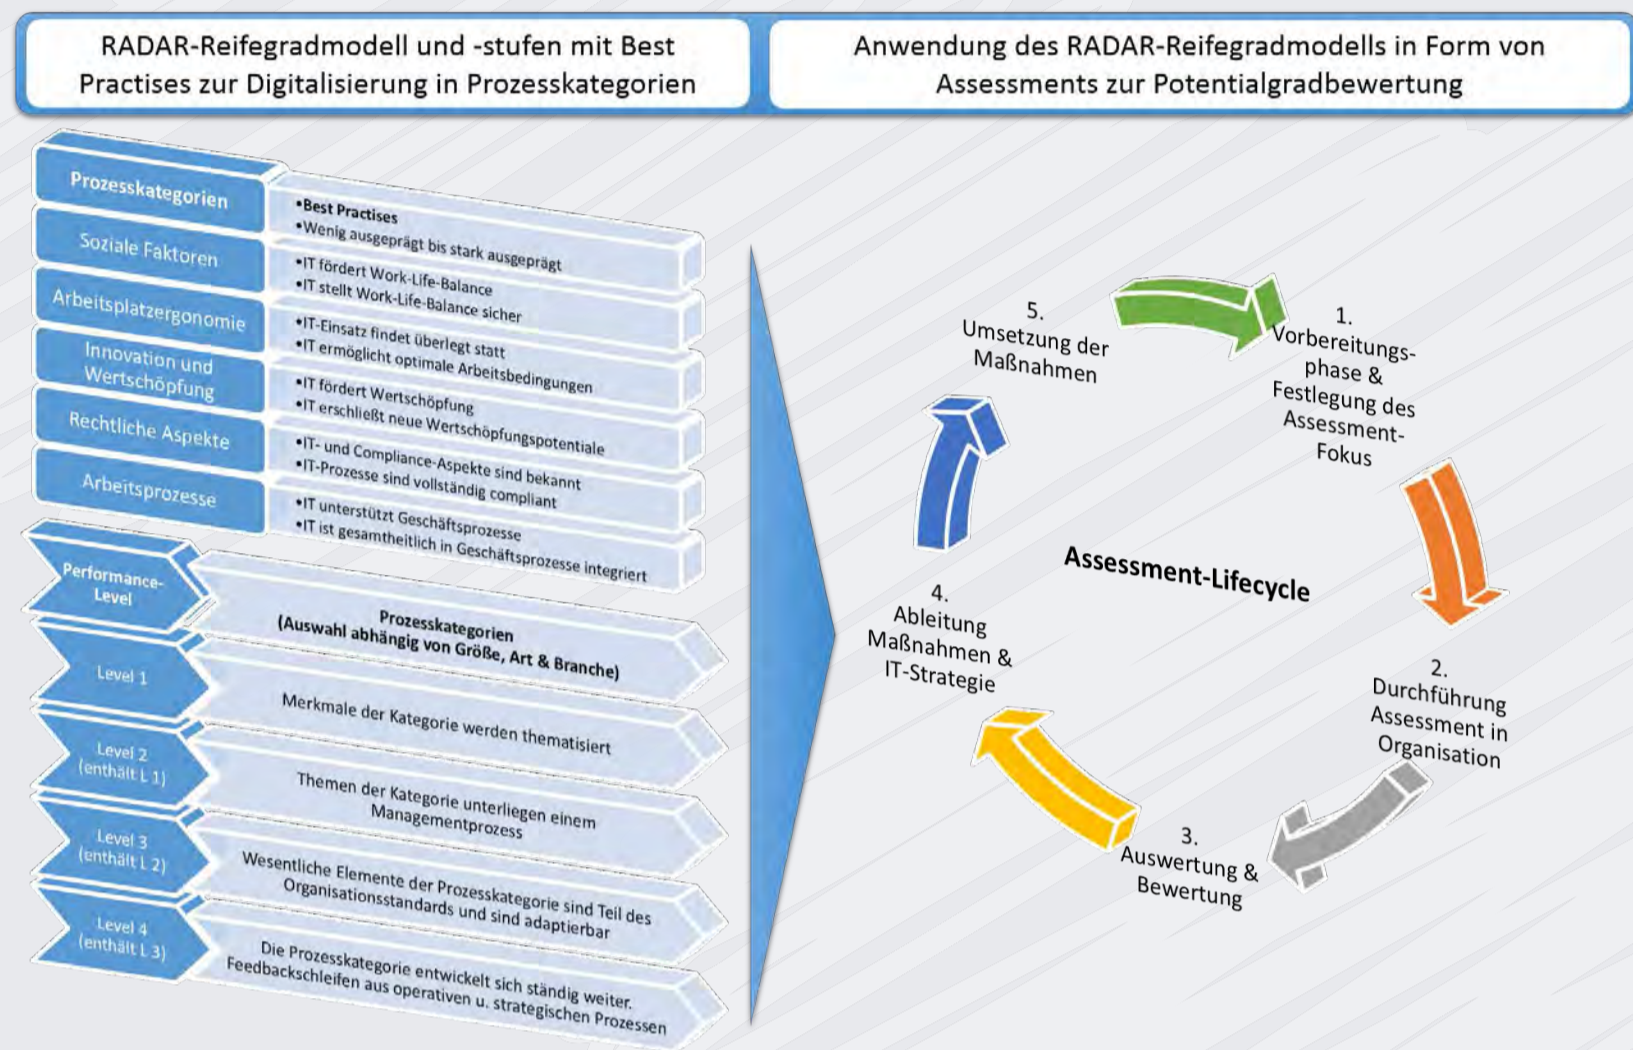 RADAR-Reifegradmodell und -stufen mit Best
Practises zur Digitalisierung in Prozesskategorien
Anwendung des RADAR-Reifegradmodells in Form von
Assessments zur Potentialgradbewertung
Prozesskategorien
•Best Practises
•Wenig ausgeprägt bis stark ausgeprägt
Soziale Faktoren
•IT fördert Work-Life-Balance
•IT stellt Work-Life-Balance sicher
Arbeitsplatzergonomie
•IT-Einsatz findet überlegt statt
•IT ermöglicht optimale Arbeitsbedingungen
Innovation und
Wertschöpfung
•IT fördert Wertschöpfung
•IT erschließt neue Wertschöpfungspotentiale
Rechtliche Aspekte
•IT- und Compliance-Aspekte sind bekannt
•IT-Prozesse sind vollständig compliant
Arbeitsprozesse
•IT unterstützt Geschäftsprozesse
•IT ist gesamtheitlich in Geschäftsprozesse integriert
Performance-
Level
Prozesskategorien
(Auswahl abhängig von Größe, Art & Branche)
Level 1
Merkmale der Kategorie werden thematisiert
Level 2
(enthält L 1)
Themen der Kategorie unterliegen einem
Managementprozess
Level 3
(enthält L 2)
Wesentliche Elemente der Prozesskategorie sind Teil des
Organisationsstandards und sind adaptierbar
Level 4
(enthält L 3)
Die Prozesskategorie entwickelt sich ständig weiter.
Feedbackschleifen aus operativen u. strategischen Prozessen
Assessment-Lifecycle
1.
Vorbereitungs-
phase &
Festlegung des
Assessment-
Fokus
2.
Durchführung
Assessment in
Organisation
3.
Auswertung &
Bewertung
4.
Ableitung
Maßnahmen &
IT-Strategie
5.
Umsetzung der
Maßnahmen